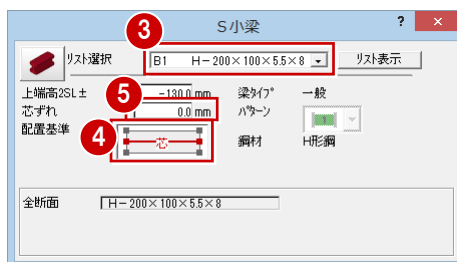 S小梁
? ×
3
リスト選択 B1 H-200×100×5.5×8 リスト表示
上端高2SL± -130.0 mm 梁タイプ 一般
5
芯ずれ 0.0 mm パターン 1
配置基準 4 芯 鋼材 H形鋼
全断面 H-200×100×5.5×8